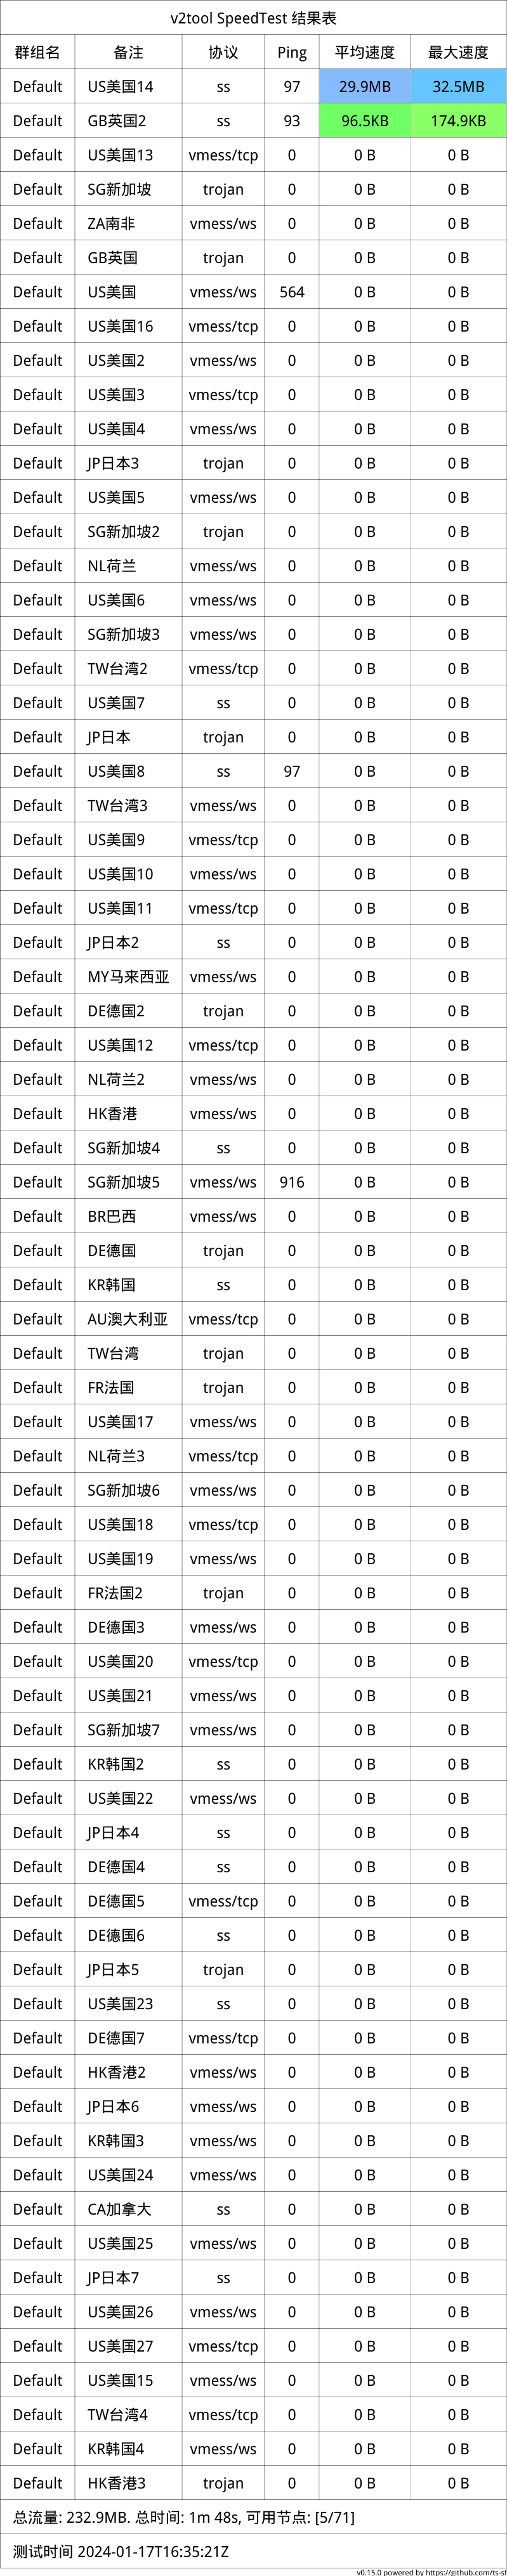 v2tool SpeedTest 结果表
群组名 备注 协议 Ping 平均速度 最大速度
Default US美国14 ss 97 29.9MB 32.5MB
Default GB英国2 ss 93 96.5KB 174.9KB
Default US美国13 vmess/tcp 0 0 B 0 B
Default SG新加坡 trojan 0 0 B 0 B
Default ZA南非 vmess/ws 0 0 B 0 B
Default GB英国 trojan 0 0 B 0 B
Default US美国 vmess/ws 564 0 B 0 B
Default US美国16 vmess/tcp 0 0 B 0 B
Default US美国2 vmess/ws 0 0 B 0 B
Default US美国3 vmess/tcp 0 0 B 0 B
Default US美国4 vmess/ws 0 0 B 0 B
Default JP日本3 trojan 0 0 B 0 B
Default US美国5 vmess/ws 0 0 B 0 B
Default SG新加坡2 trojan 0 0 B 0 B
Default NL荷兰 vmess/ws 0 0 B 0 B
Default US美国6 vmess/ws 0 0 B 0 B
Default SG新加坡3 vmess/ws 0 0 B 0 B
Default TW台湾2 vmess/tcp 0 0 B 0 B
Default US美国7 ss 0 0 B 0 B
Default JP日本 trojan 0 0 B 0 B
Default US美国8 ss 97 0 B 0 B
Default TW台湾3 vmess/ws 0 0 B 0 B
Default US美国9 vmess/tcp 0 0 B 0 B
Default US美国10 vmess/ws 0 0 B 0 B
Default US美国11 vmess/tcp 0 0 B 0 B
Default JP日本2 ss 0 0 B 0 B
Default MY马来西亚 vmess/ws 0 0 B 0 B
Default DE德国2 trojan 0 0 B 0 B
Default US美国12 vmess/tcp 0 0 B 0 B
Default NL荷兰2 vmess/ws 0 0 B 0 B
Default HK香港 vmess/ws 0 0 B 0 B
Default SG新加坡4 ss 0 0 B 0 B
Default SG新加坡5 vmess/ws 916 0 B 0 B
Default BR巴西 vmess/ws 0 0 B 0 B
Default DE德国 trojan 0 0 B 0 B
Default KR韩国 ss 0 0 B 0 B
Default AU澳大利亚 vmess/tcp 0 0 B 0 B
Default TW台湾 trojan 0 0 B 0 B
Default FR法国 trojan 0 0 B 0 B
Default US美国17 vmess/ws 0 0 B 0 B
Default NL荷兰3 vmess/tcp 0 0 B 0 B
Default SG新加坡6 vmess/ws 0 0 B 0 B
Default US美国18 vmess/tcp 0 0 B 0 B
Default US美国19 vmess/ws 0 0 B 0 B
Default FR法国2 trojan 0 0 B 0 B
Default DE德国3 vmess/ws 0 0 B 0 B
Default US美国20 vmess/tcp 0 0 B 0 B
Default US美国21 vmess/ws 0 0 B 0 B
Default SG新加坡7 vmess/ws 0 0 B 0 B
Default KR韩国2 ss 0 0 B 0 B
Default US美国22 vmess/ws 0 0 B 0 B
Default JP日本4 ss 0 0 B 0 B
Default DE德国4 ss 0 0 B 0 B
Default DE德国5 vmess/tcp 0 0 B 0 B
Default DE德国6 ss 0 0 B 0 B
Default JP日本5 trojan 0 0 B 0 B
Default US美国23 ss 0 0 B 0 B
Default DE德国7 vmess/tcp 0 0 B 0 B
Default HK香港2 vmess/ws 0 0 B 0 B
Default JP日本6 vmess/ws 0 0 B 0 B
Default KR韩国3 vmess/ws 0 0 B 0 B
Default US美国24 vmess/ws 0 0 B 0 B
Default CA加拿大 ss 0 0 B 0 B
Default US美国25 vmess/ws 0 0 B 0 B
Default JP日本7 ss 0 0 B 0 B
Default US美国26 vmess/ws 0 0 B 0 B
Default US美国27 vmess/tcp 0 0 B 0 B
Default US美国15 vmess/ws 0 0 B 0 B
Default TW台湾4 vmess/tcp 0 0 B 0 B
Default KR韩国4 vmess/ws 0 0 B 0 B
Default HK香港3 trojan 0 0 B 0 B
总流量: 232.9MB. 总时间: 1m 48s, 可用节点: [5/71]
测试时间 2024-01-17T16:35:21Z
v0.15.0 powered by https://github.com/ts-sf